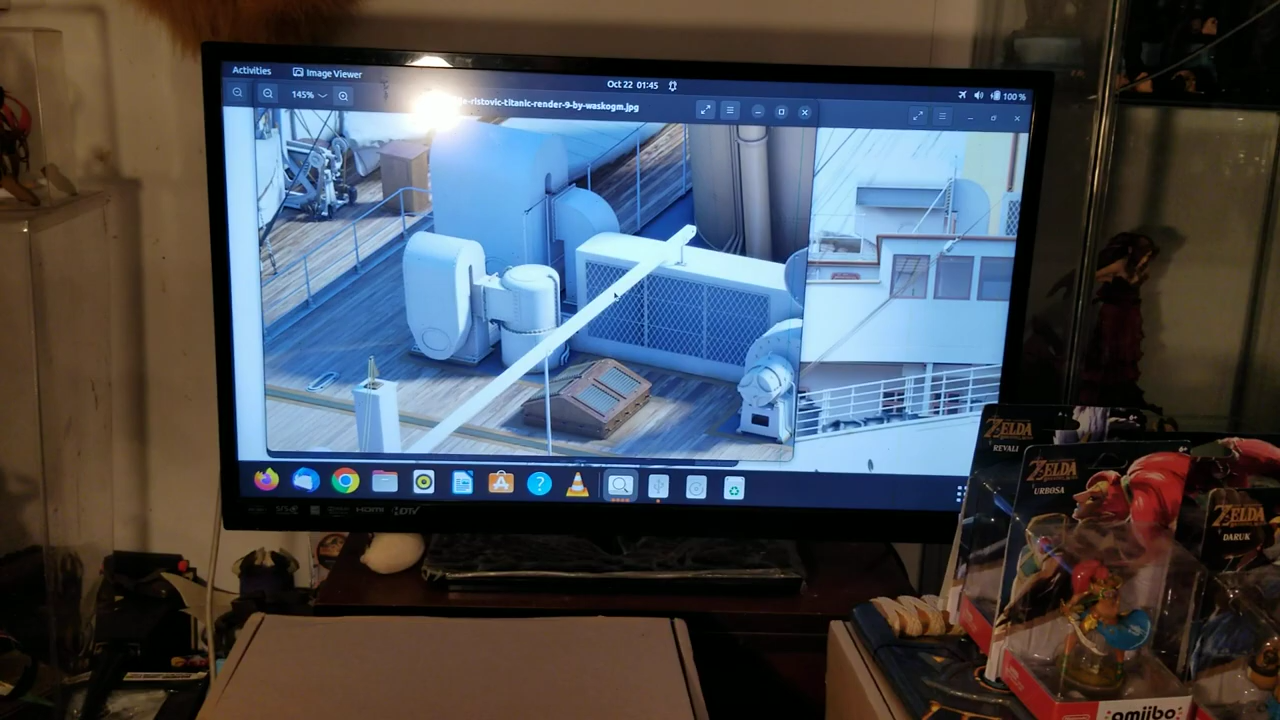 Activities
Image Viewer
Oct 22 01:45
100 %
145%
-ristovic-titanic-render-9-by-waskogm.jpg
HDMI
HDTV
ZELDA
REVALI
ZELDA
URBOSA
ZELDA
DARUK
amiibo